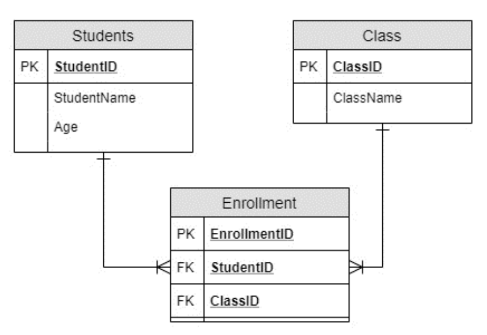 Students
PK StudentID
StudentName
Age
Class
PK ClassID
ClassName
Enrollment
PK EnrollmentID
FK StudentID
FK ClassID